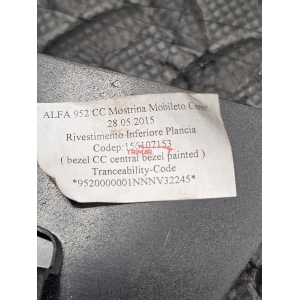 ALFA 952 CC Mostrina Mobileto Centr
28 05 2015
Rivestimento Inferiore Plancia
Codep:156107153
( bezel CC central bezel painted )
Tranceability-Code
*9520000001NNNV32245*